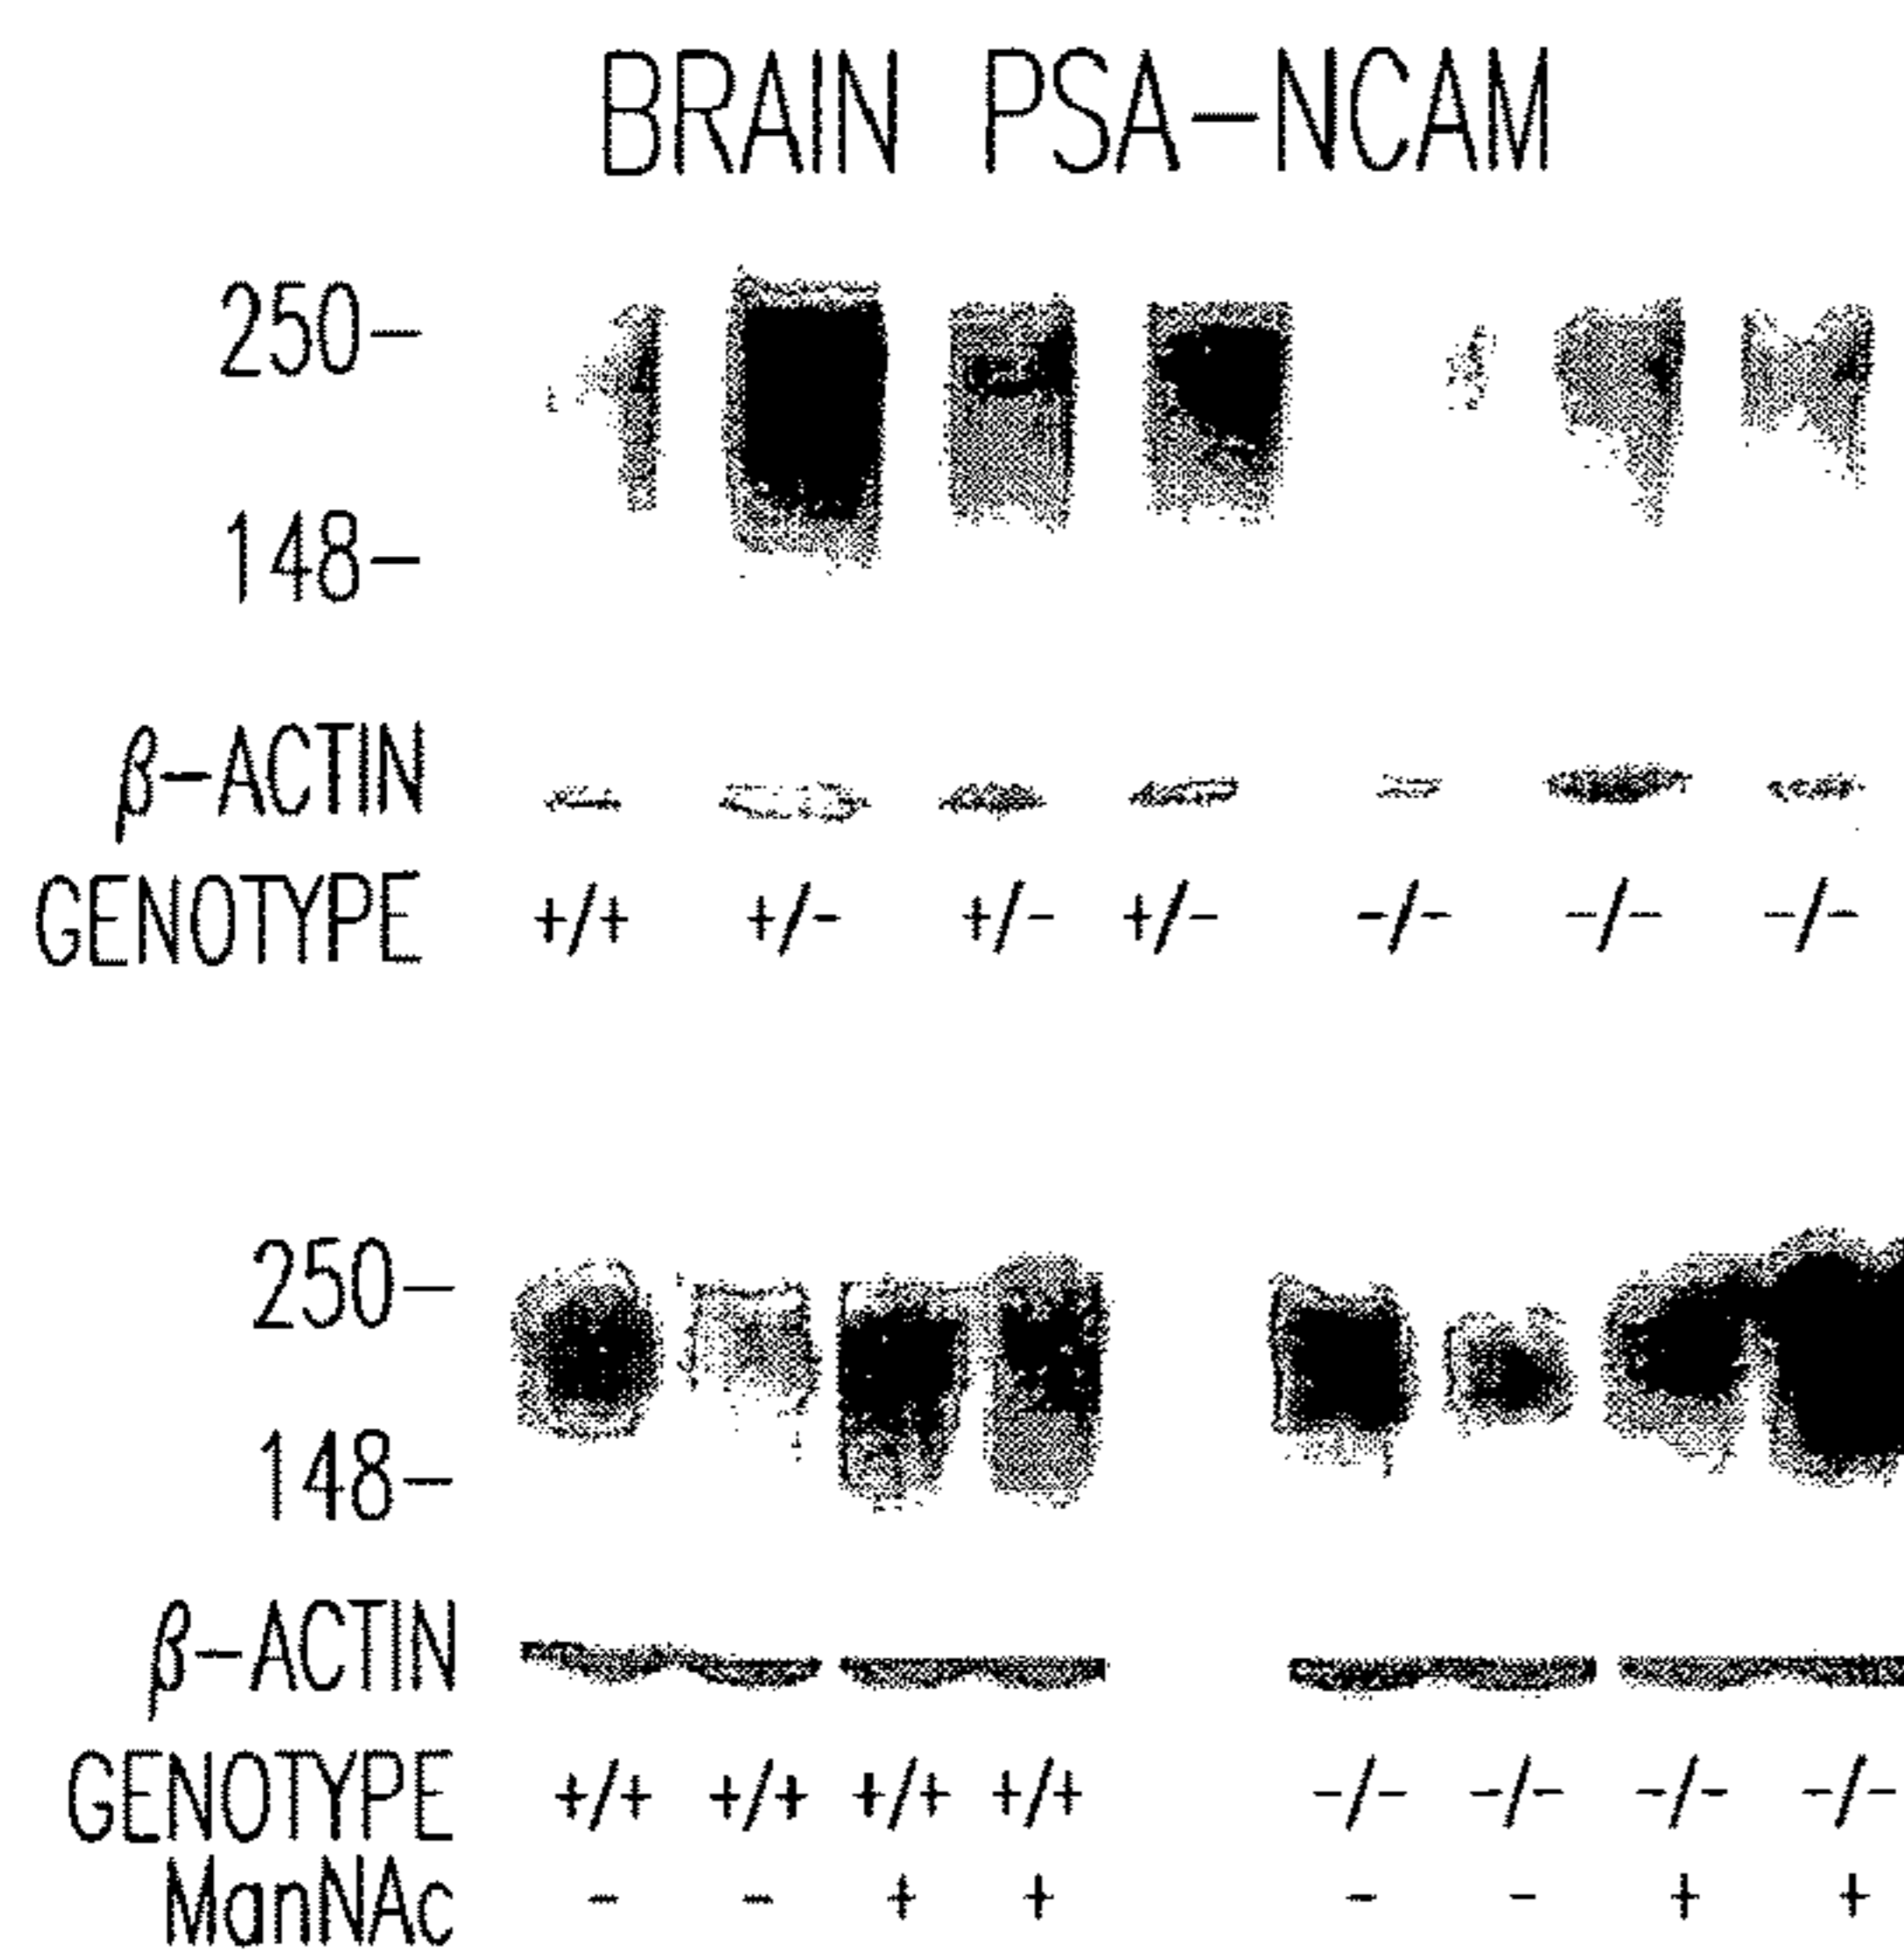 BRAIN PSA-NCAM
250-
148-
β-ACTIN
GENOTYPE +/+ +/- +/- +/- -/- -/- -/-
250-
148-
β-ACTIN
GENOTYPE +/+ +/+ +/+ +/+ -/- -/- -/- -/-
ManNAc - - + + - - + +